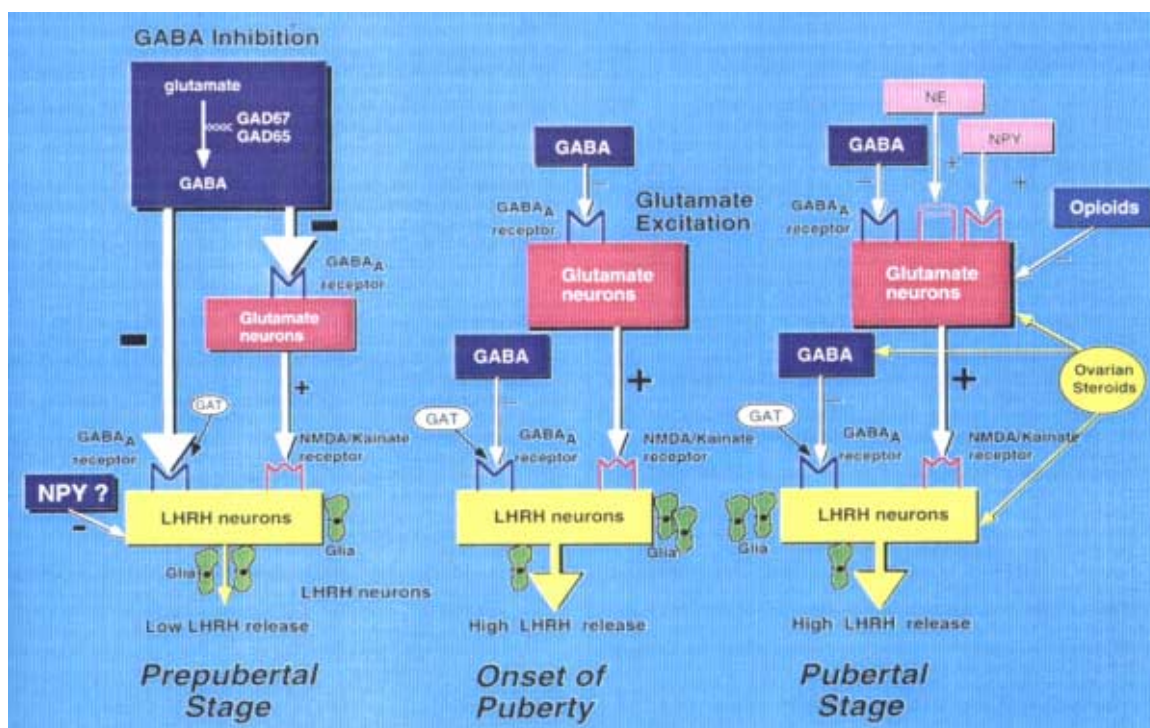 GABA Inhibition
glutamate
GAD67
GAD65
GABA
-
-
GABAA
receptor
Glutamate
neurons
+
GAT
GABAA
receptor
NMDA/Kainate
receptor
NPY ?
-
LHRH neurons
Glia
Glia
LHRH neurons
Low LHRH release
Prepubertal
Stage
GABA
-
GABAA
receptor
Glutamate
Excitation
Glutamate
neurons
GABA
-
+
GAT
GABAA
receptor
NMDA/Kainate
receptor
LHRH neurons
Glia
High LHRH release
Onset of
Puberty
NE
GABA
NPY
-
+
+
GABAA
receptor
Opioids
-
Glutamate
neurons
GABA
-
+
Ovarian
Steroids
GAT
GABAA
receptor
NMDA/Kainate
receptor
LHRH neurons
Glia
High LHRH release
Pubertal
Stage